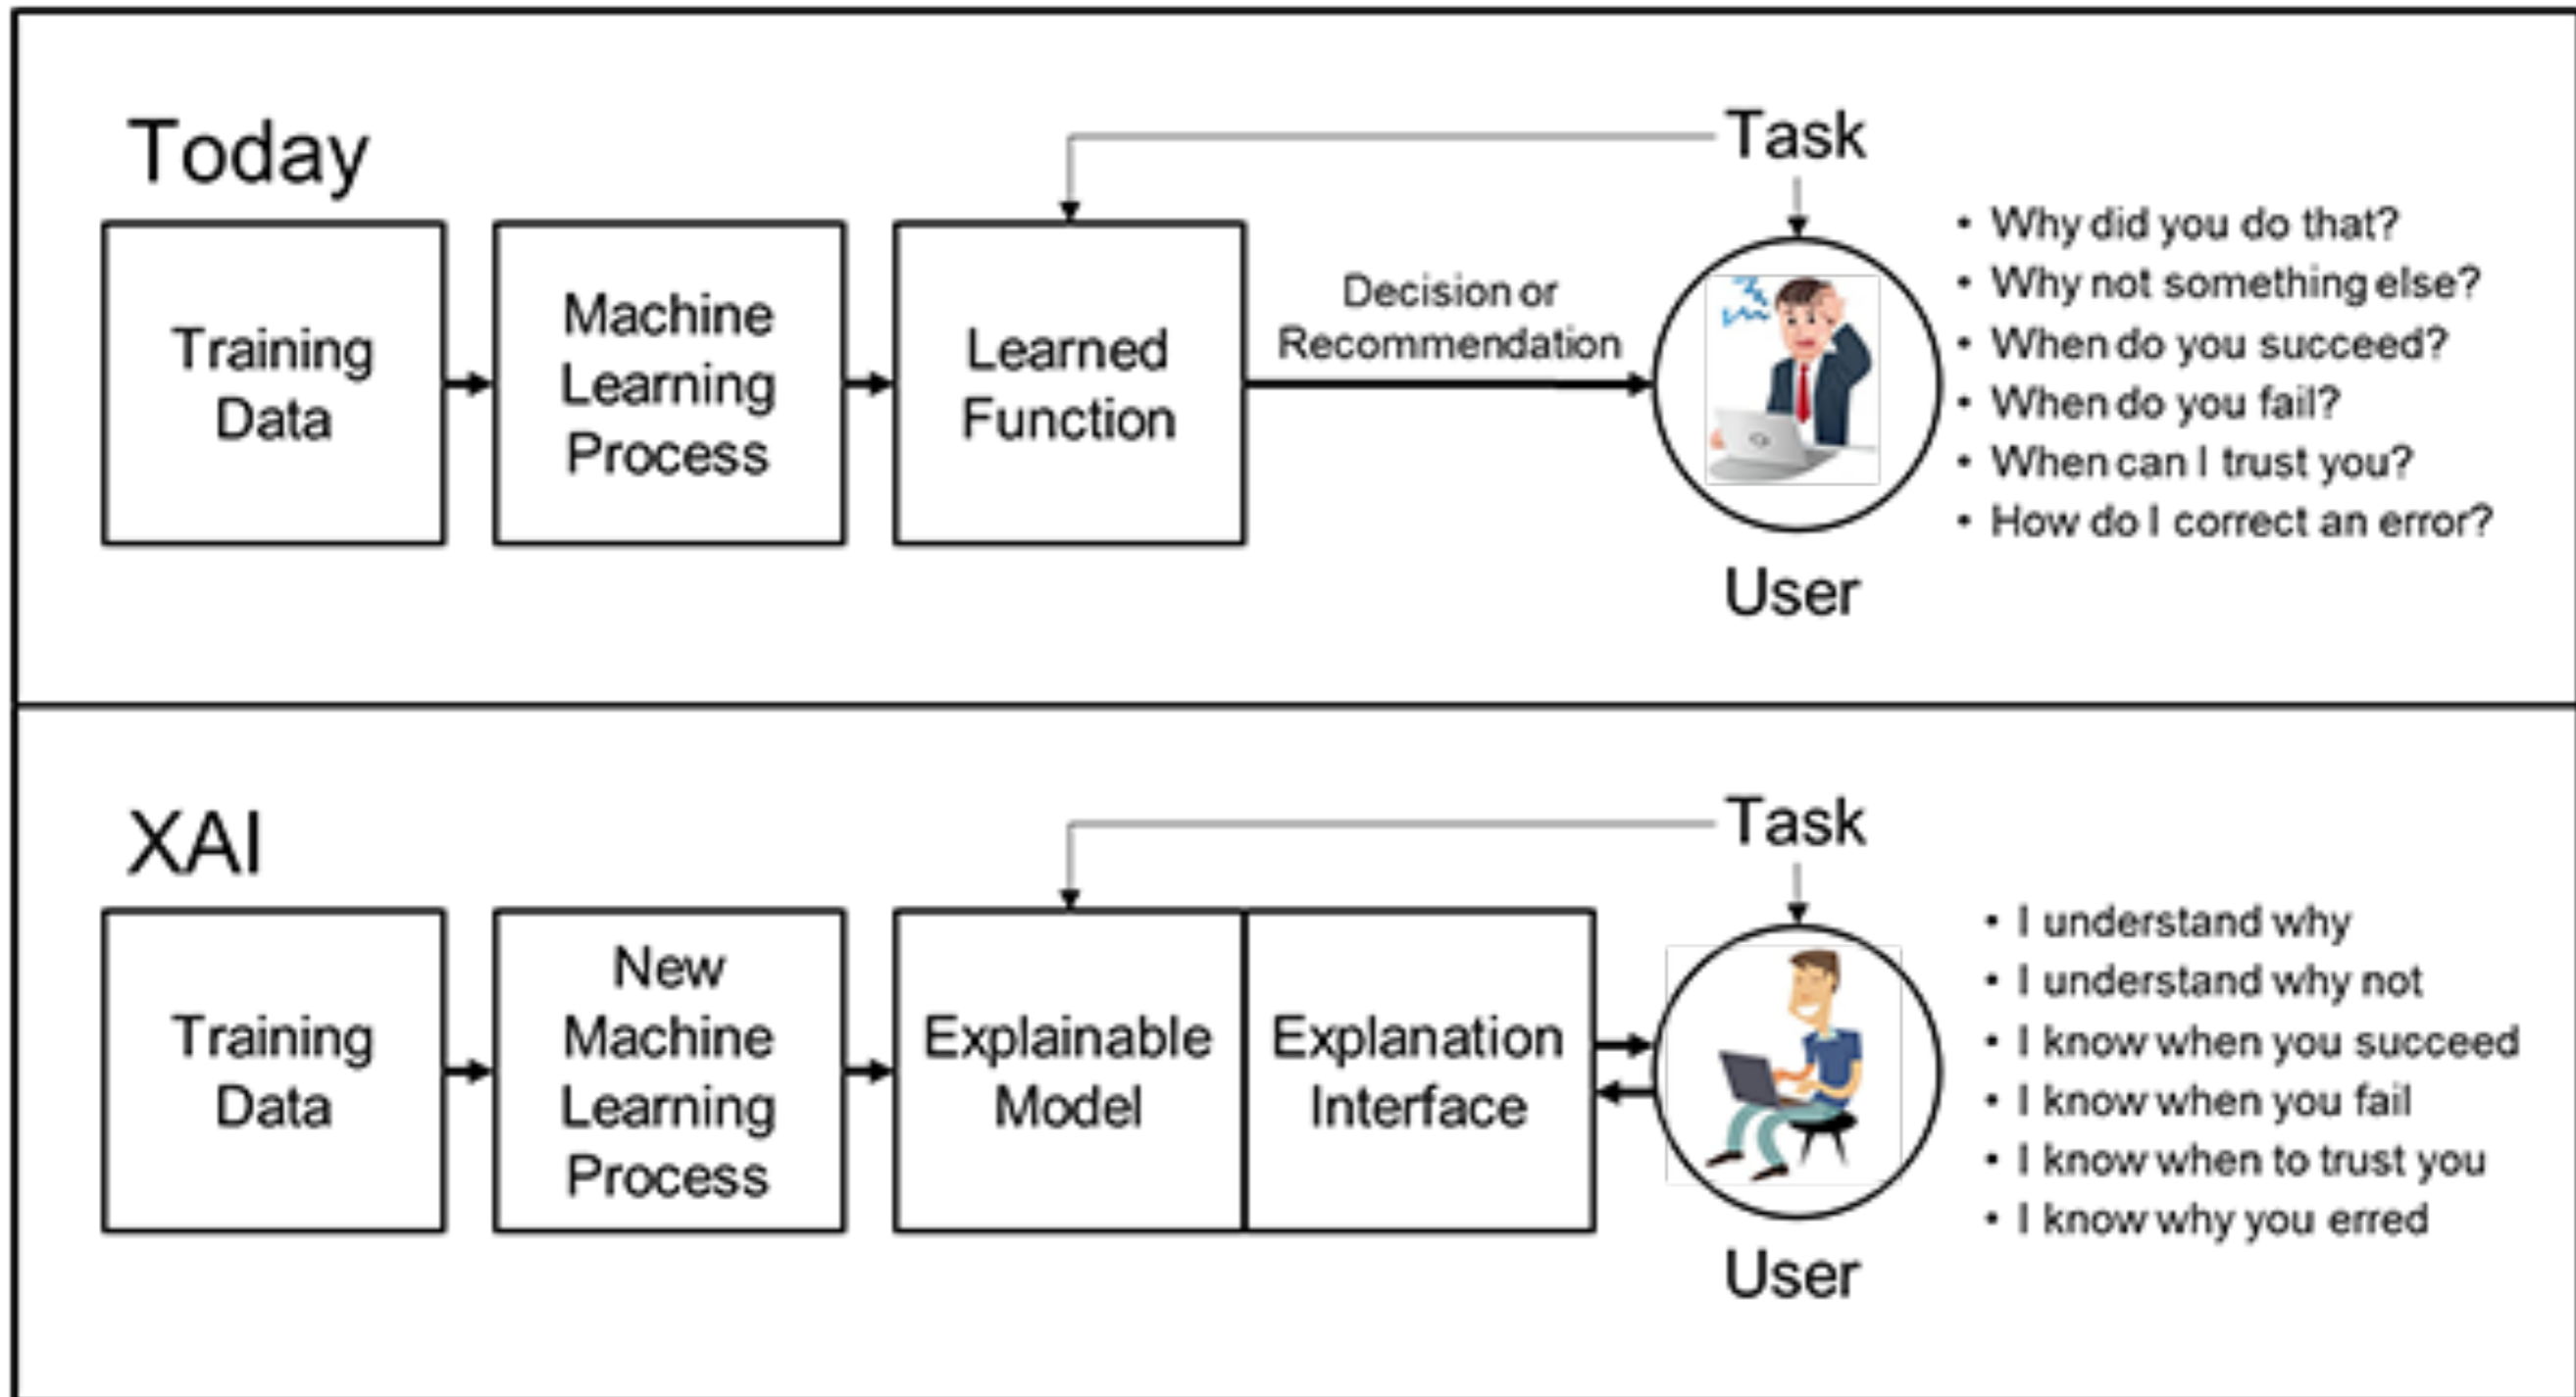 Today
Task
Training
Data
Machine
Learning
Process
Learned
Function
Decision or
Recommendation
• Why did you do that?
• Why not something else?
• When do you succeed?
• When do you fail?
• When can I trust you?
• How do I correct an error?
User
XAI
Task
Training
Data
New
Machine
Learning
Process
Explainable
Model
Explanation
Interface
• I understand why
• I understand why not
• I know when you succeed
• I know when you fail
• I know when to trust you
• I know why you erred
User